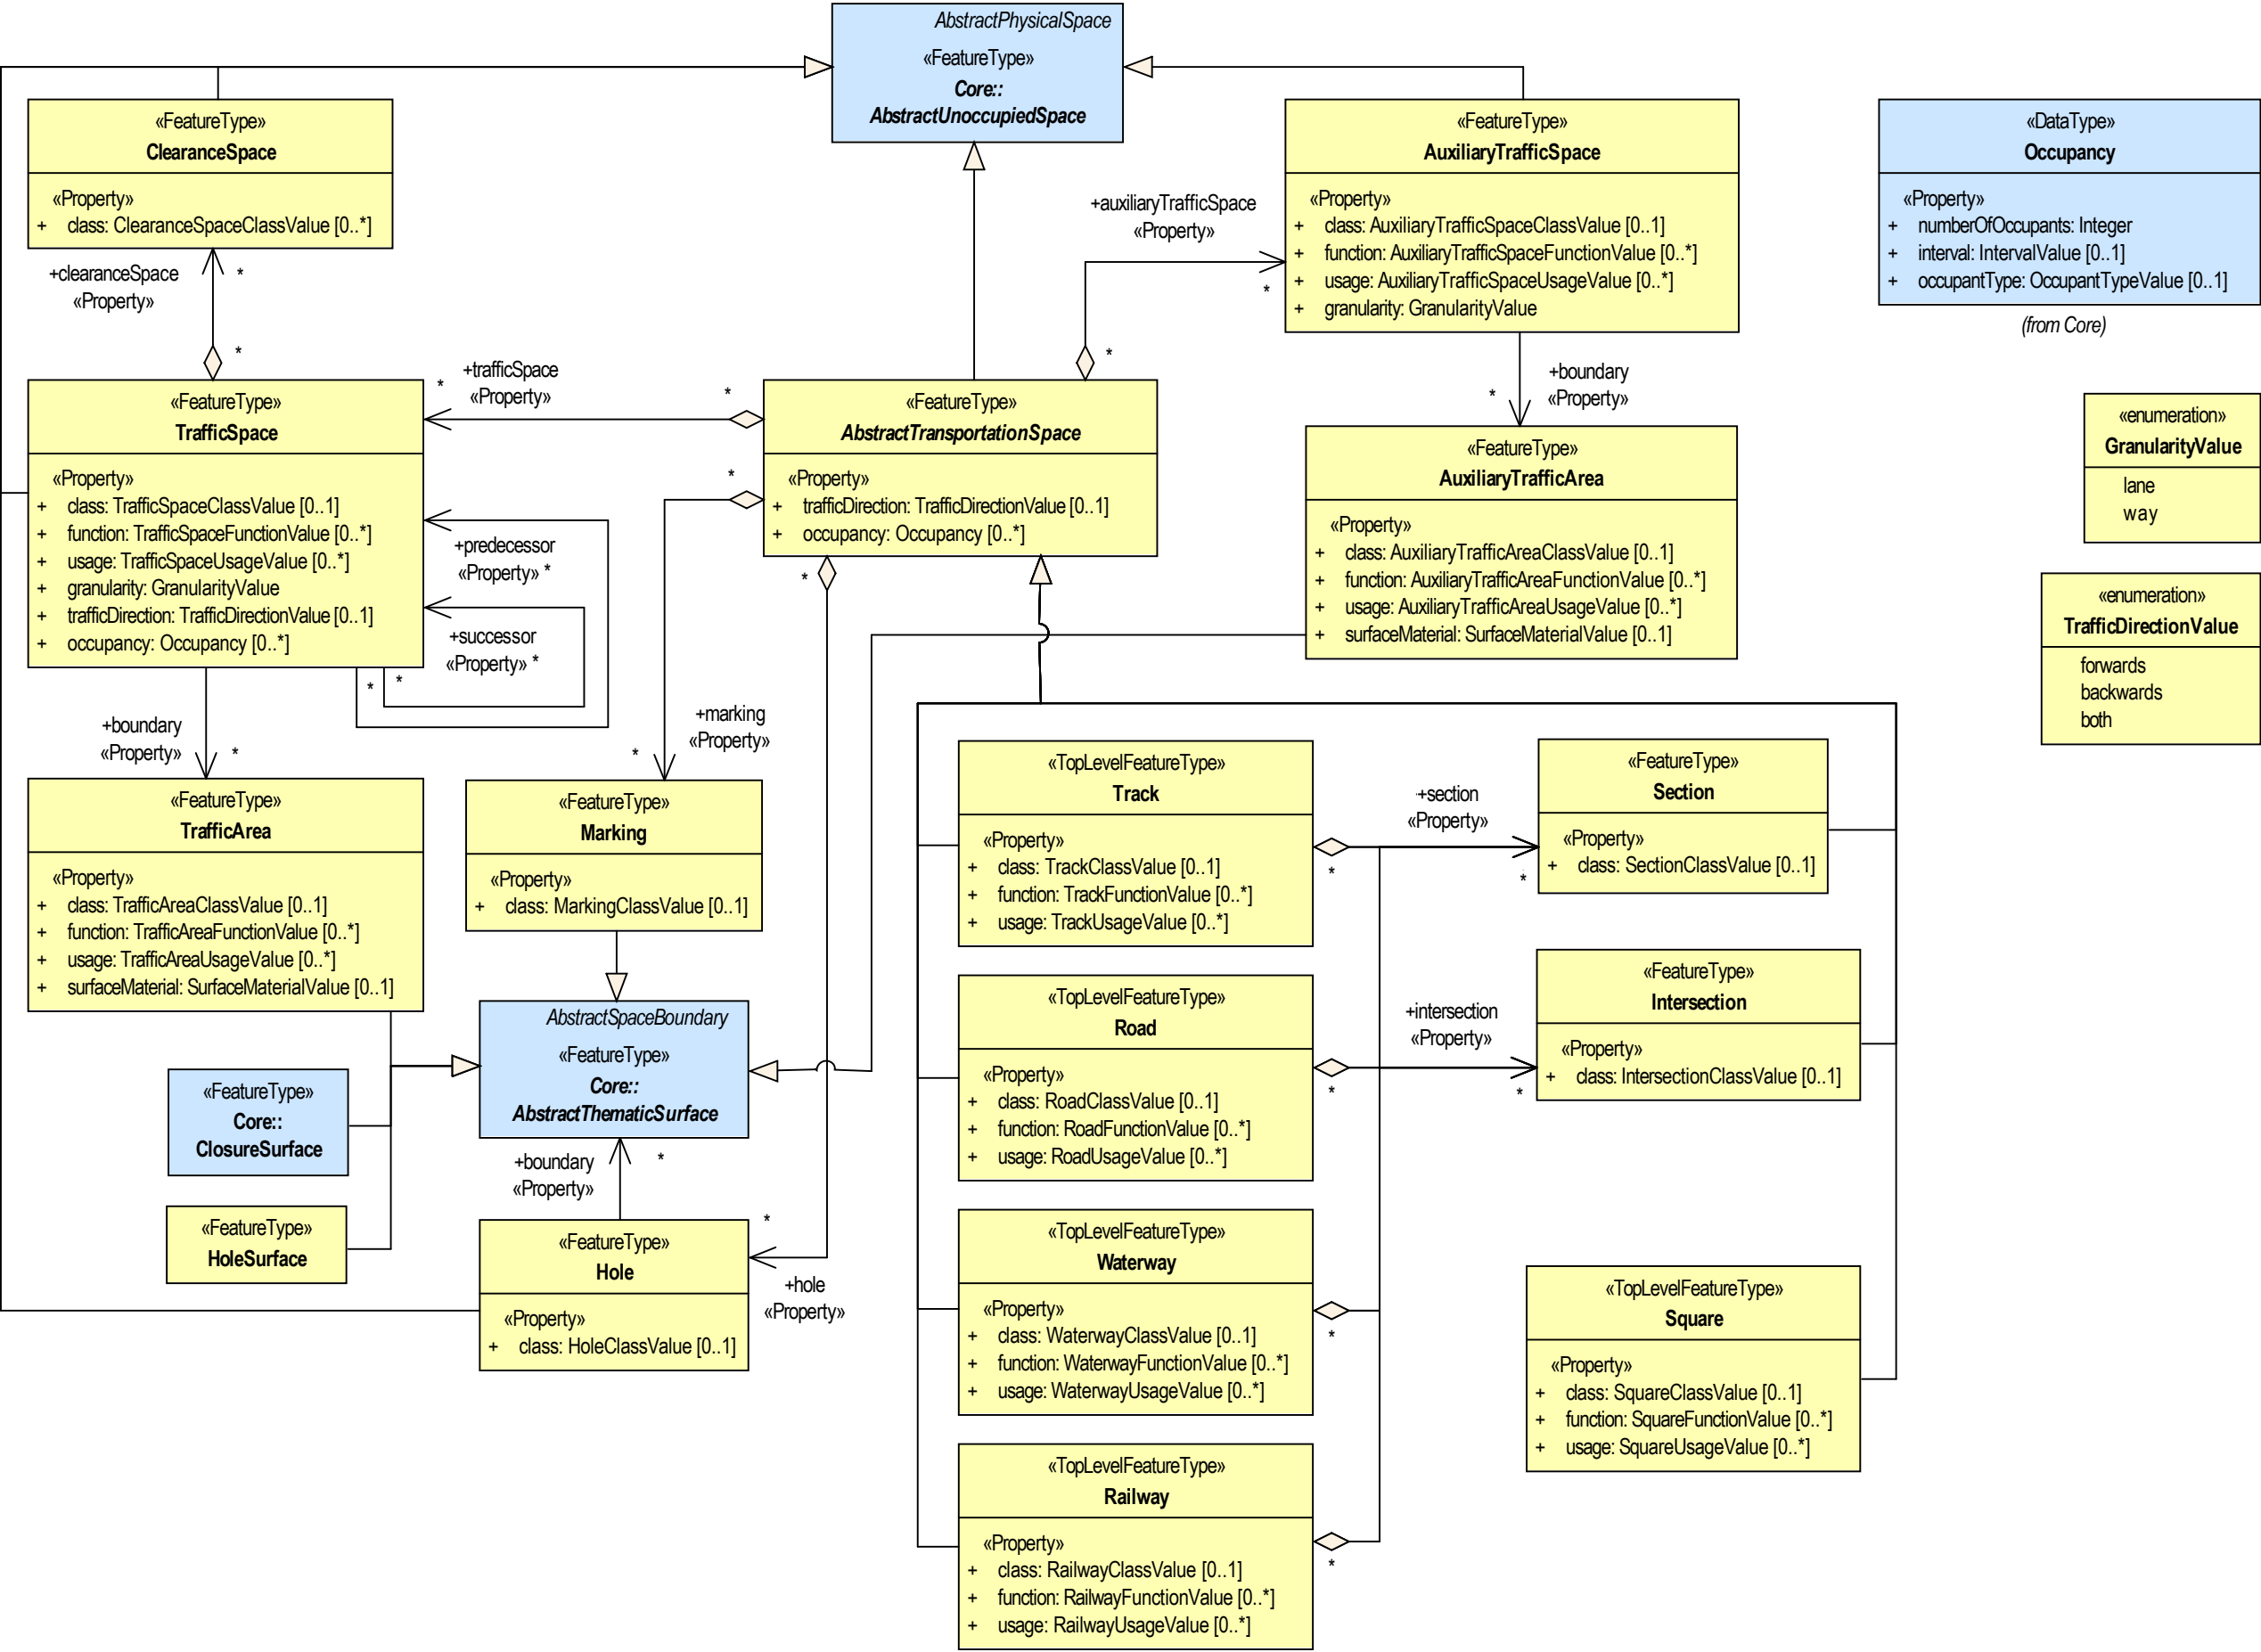 AbstractPhysicalSpace
«FeatureType»
Core::
AbstractUnoccupiedSpace
«FeatureType»
ClearanceSpace
«Property»
+ class: ClearanceSpaceClassValue [0..*]
«FeatureType»
AuxiliaryTrafficSpace
«Property»
+ class: AuxiliaryTrafficSpaceClassValue [0..1]
+ function: AuxiliaryTrafficSpaceFunctionValue [0..*]
+ usage: AuxiliaryTrafficSpaceUsageValue [0..*]
+ granularity: GranularityValue
«DataType»
Occupancy
«Property»
+ numberOfOccupants: Integer
+ interval: IntervalValue [0..1]
+ occupantType: OccupantTypeValue [0..1]
(from Core)
+clearanceSpace
«Property»
*
*
+auxiliaryTrafficSpace
«Property»
*
*
+trafficSpace
«Property»
*
*
«FeatureType»
TrafficSpace
«Property»
+ class: TrafficSpaceClassValue [0..1]
+ function: TrafficSpaceFunctionValue [0..*]
+ usage: TrafficSpaceUsageValue [0..*]
+ granularity: GranularityValue
+ trafficDirection: TrafficDirectionValue [0..1]
+ occupancy: Occupancy [0..*]
«FeatureType»
AbstractTransportationSpace
«Property»
+ trafficDirection: TrafficDirectionValue [0..1]
+ occupancy: Occupancy [0..*]
*
*
+boundary
«Property»
*
«FeatureType»
AuxiliaryTrafficArea
«Property»
+ class: AuxiliaryTrafficAreaClassValue [0..1]
+ function: AuxiliaryTrafficAreaFunctionValue [0..*]
+ usage: AuxiliaryTrafficAreaUsageValue [0..*]
+ surfaceMaterial: SurfaceMaterialValue [0..1]
«enumeration»
GranularityValue
lane
way
«enumeration»
TrafficDirectionValue
forwards
backwards
both
+predecessor
«Property» *
+successor
«Property» *
*
*
+boundary
«Property»
*
+marking
«Property»
*
«FeatureType»
TrafficArea
«Property»
+ class: TrafficAreaClassValue [0..1]
+ function: TrafficAreaFunctionValue [0..*]
+ usage: TrafficAreaUsageValue [0..*]
+ surfaceMaterial: SurfaceMaterialValue [0..1]
«FeatureType»
Marking
«Property»
+ class: MarkingClassValue [0..1]
«TopLevelFeatureType»
Track
«Property»
+ class: TrackClassValue [0..1]
+ function: TrackFunctionValue [0..*]
+ usage: TrackUsageValue [0..*]
*
+section
«Property»
*
«FeatureType»
Section
«Property»
+ class: SectionClassValue [0..1]
«FeatureType»
Intersection
«Property»
+ class: IntersectionClassValue [0..1]
+intersection
«Property»
*
«TopLevelFeatureType»
Road
«Property»
+ class: RoadClassValue [0..1]
+ function: RoadFunctionValue [0..*]
+ usage: RoadUsageValue [0..*]
*
AbstractSpaceBoundary
«FeatureType»
Core::
AbstractThematicSurface
«FeatureType»
Core::
ClosureSurface
«FeatureType»
HoleSurface
+boundary
«Property»
*
«FeatureType»
Hole
«Property»
+ class: HoleClassValue [0..1]
*
+hole
«Property»
«TopLevelFeatureType»
Waterway
«Property»
+ class: WaterwayClassValue [0..1]
+ function: WaterwayFunctionValue [0..*]
+ usage: WaterwayUsageValue [0..*]
*
«TopLevelFeatureType»
Square
«Property»
+ class: SquareClassValue [0..1]
+ function: SquareFunctionValue [0..*]
+ usage: SquareUsageValue [0..*]
«TopLevelFeatureType»
Railway
«Property»
+ class: RailwayClassValue [0..1]
+ function: RailwayFunctionValue [0..*]
+ usage: RailwayUsageValue [0..*]
*